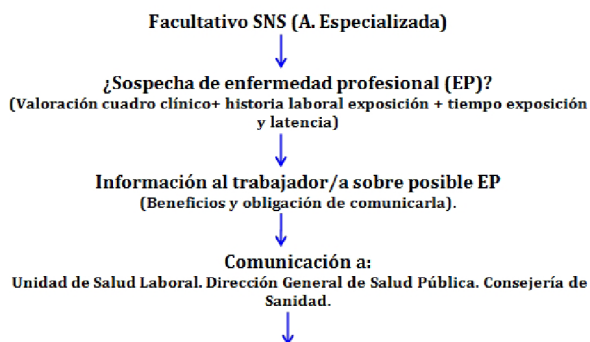 Facultativo SNS (A. Especializada)
¿Sospecha de enfermedad profesional (EP)?
(Valoración cuadro clínico+ historia laboral exposición + tiempo exposición
y latencia)
Información al trabajador/a sobre posible EP
(Beneficios y obligación de comunicarla).
Comunicación a:
Unidad de Salud Laboral. Dirección General de Salud Pública. Consejería de
Sanidad.